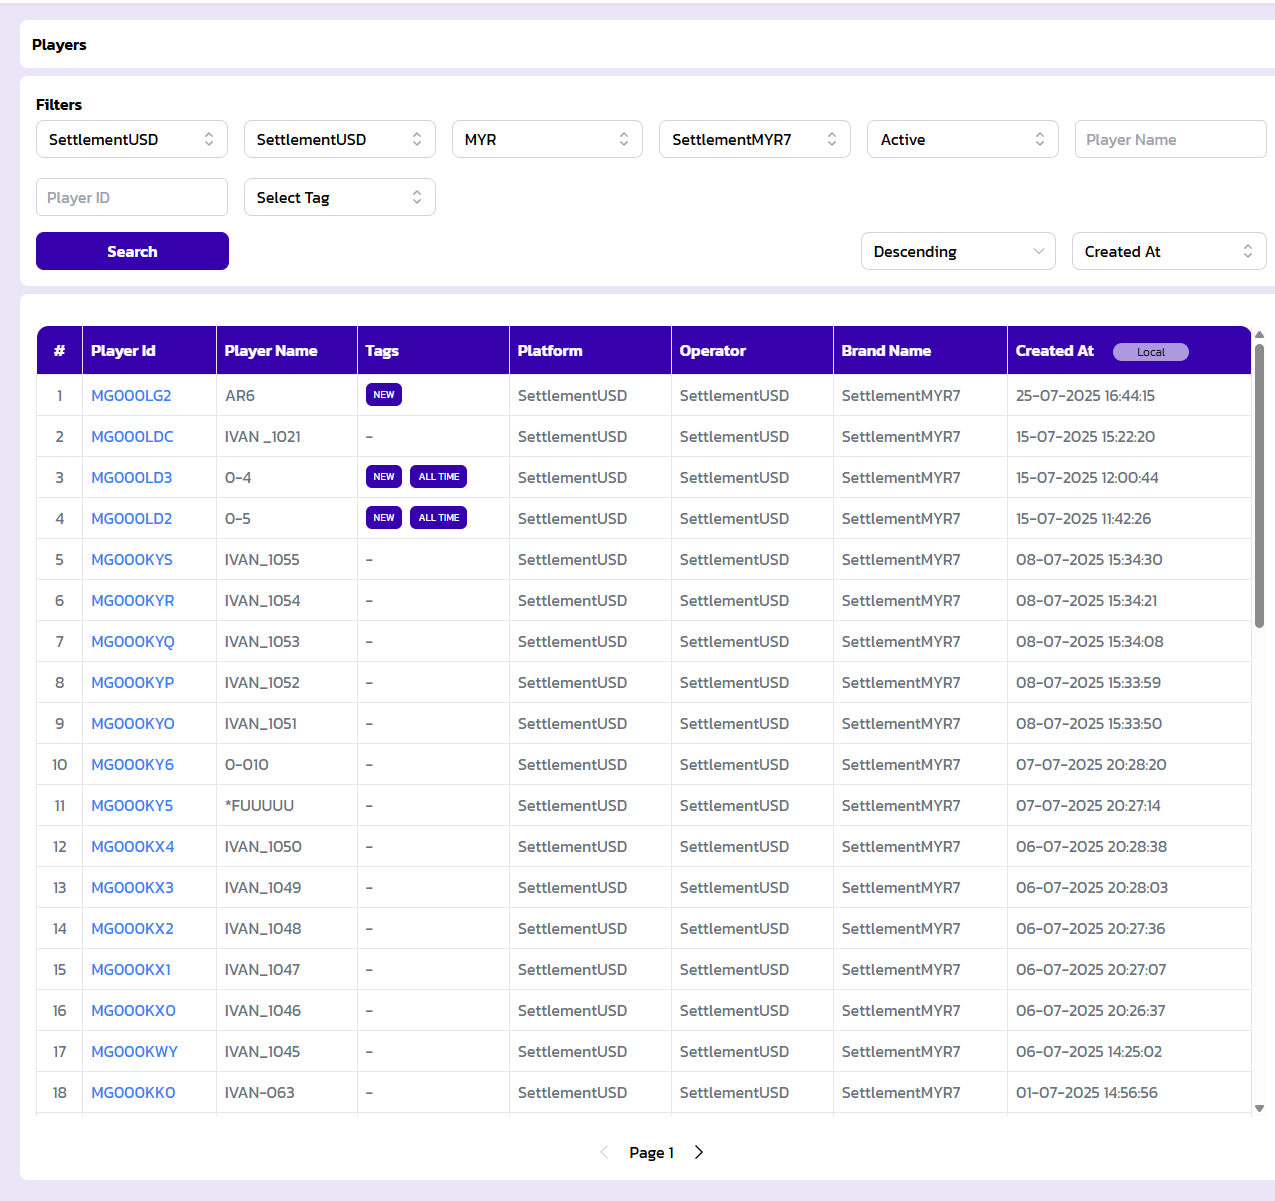 Players
Filters
SettlementUSD SettlementUSD MYR SettlementMYR7 Active Player Name
Player ID Select Tag
Search Descending Created At
# Player Id Player Name Tags Platform Operator Brand Name Created At Local
1 MG000LG2 AR6 NEW SettlementUSD SettlementUSD SettlementMYR7 25-07-2025 16:44:15
2 MG000LDC IVAN _1021 - SettlementUSD SettlementUSD SettlementMYR7 15-07-2025 15:22:20
3 MG000LD3 0-4 NEW ALL TIME SettlementUSD SettlementUSD SettlementMYR7 15-07-2025 12:00:44
4 MG000LD2 0-5 NEW ALL TIME SettlementUSD SettlementUSD SettlementMYR7 15-07-2025 11:42:26
5 MG000KYS IVAN_1055 - SettlementUSD SettlementUSD SettlementMYR7 08-07-2025 15:34:30
6 MG000KYR IVAN_1054 - SettlementUSD SettlementUSD SettlementMYR7 08-07-2025 15:34:21
7 MG000KYQ IVAN_1053 - SettlementUSD SettlementUSD SettlementMYR7 08-07-2025 15:34:08
8 MG000KYP IVAN_1052 - SettlementUSD SettlementUSD SettlementMYR7 08-07-2025 15:33:59
9 MG000KYO IVAN_1051 - SettlementUSD SettlementUSD SettlementMYR7 08-07-2025 15:33:50
10 MG000KY6 0-010 - SettlementUSD SettlementUSD SettlementMYR7 07-07-2025 20:28:20
11 MG000KY5 *FUUUUU - SettlementUSD SettlementUSD SettlementMYR7 07-07-2025 20:27:14
12 MG000KX4 IVAN_1050 - SettlementUSD SettlementUSD SettlementMYR7 06-07-2025 20:28:38
13 MG000KX3 IVAN_1049 - SettlementUSD SettlementUSD SettlementMYR7 06-07-2025 20:28:03
14 MG000KX2 IVAN_1048 - SettlementUSD SettlementUSD SettlementMYR7 06-07-2025 20:27:36
15 MG000KX1 IVAN_1047 - SettlementUSD SettlementUSD SettlementMYR7 06-07-2025 20:27:07
16 MG000KX0 IVAN_1046 - SettlementUSD SettlementUSD SettlementMYR7 06-07-2025 20:26:37
17 MG000KWY IVAN_1045 - SettlementUSD SettlementUSD SettlementMYR7 06-07-2025 14:25:02
18 MG000KK0 IVAN-063 - SettlementUSD SettlementUSD SettlementMYR7 01-07-2025 14:56:56
Page 1